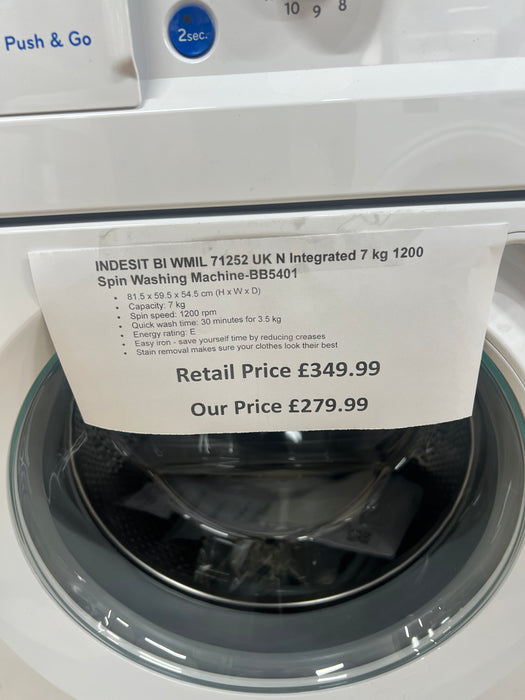 10 9 8
Push & Go
2sec.
INDESIT BI WMIL 71252 UK N Integrated 7 kg 1200
Spin Washing Machine-BB5401
• 81.5 x 59.5 x 54.5 cm (H x W x D)
• Capacity: 7 kg
• Spin speed: 1200 rpm
• Quick wash time: 30 minutes for 3.5 kg
• Energy rating: E
• Easy iron - save yourself time by reducing creases
• Stain removal makes sure your clothes look their best
Retail Price £349.99
Our Price £279.99